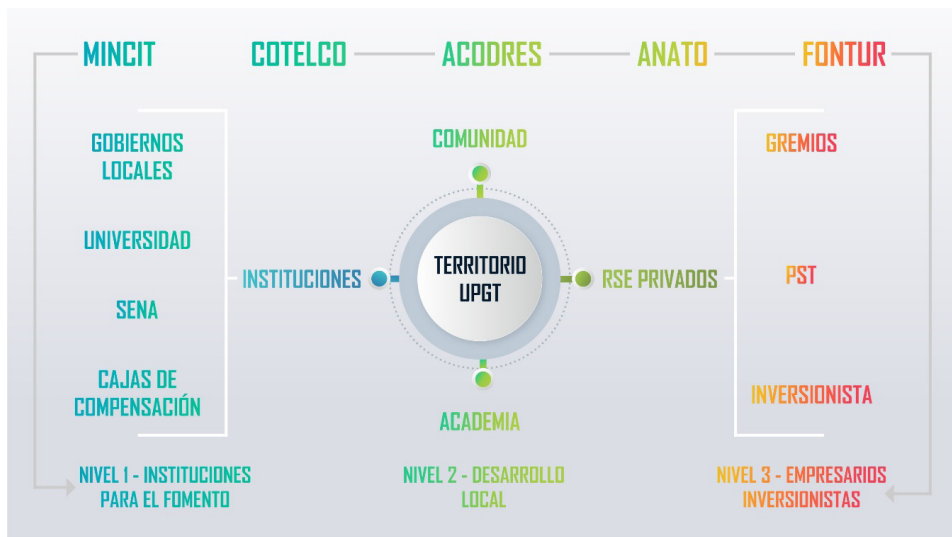 MINCIT
COTELCO
ACODRES
ANATO
FONTUR
GOBIERNOS
LOCALES
UNIVERSIDAD
SENA
CAJAS DE
COMPENSACIÓN
INSTITUCIONES
COMUNIDAD
TERRITORIO
UPGT
ACADEMIA
RSE PRIVADOS
GREMIOS
PST
INVERSIONISTA
NIVEL 1 - INSTITUCIONES
PARA EL FOMENTO
NIVEL 2 - DESARROLLO
LOCAL
NIVEL 3 - EMPRESARIOS
INVERSIONISTAS